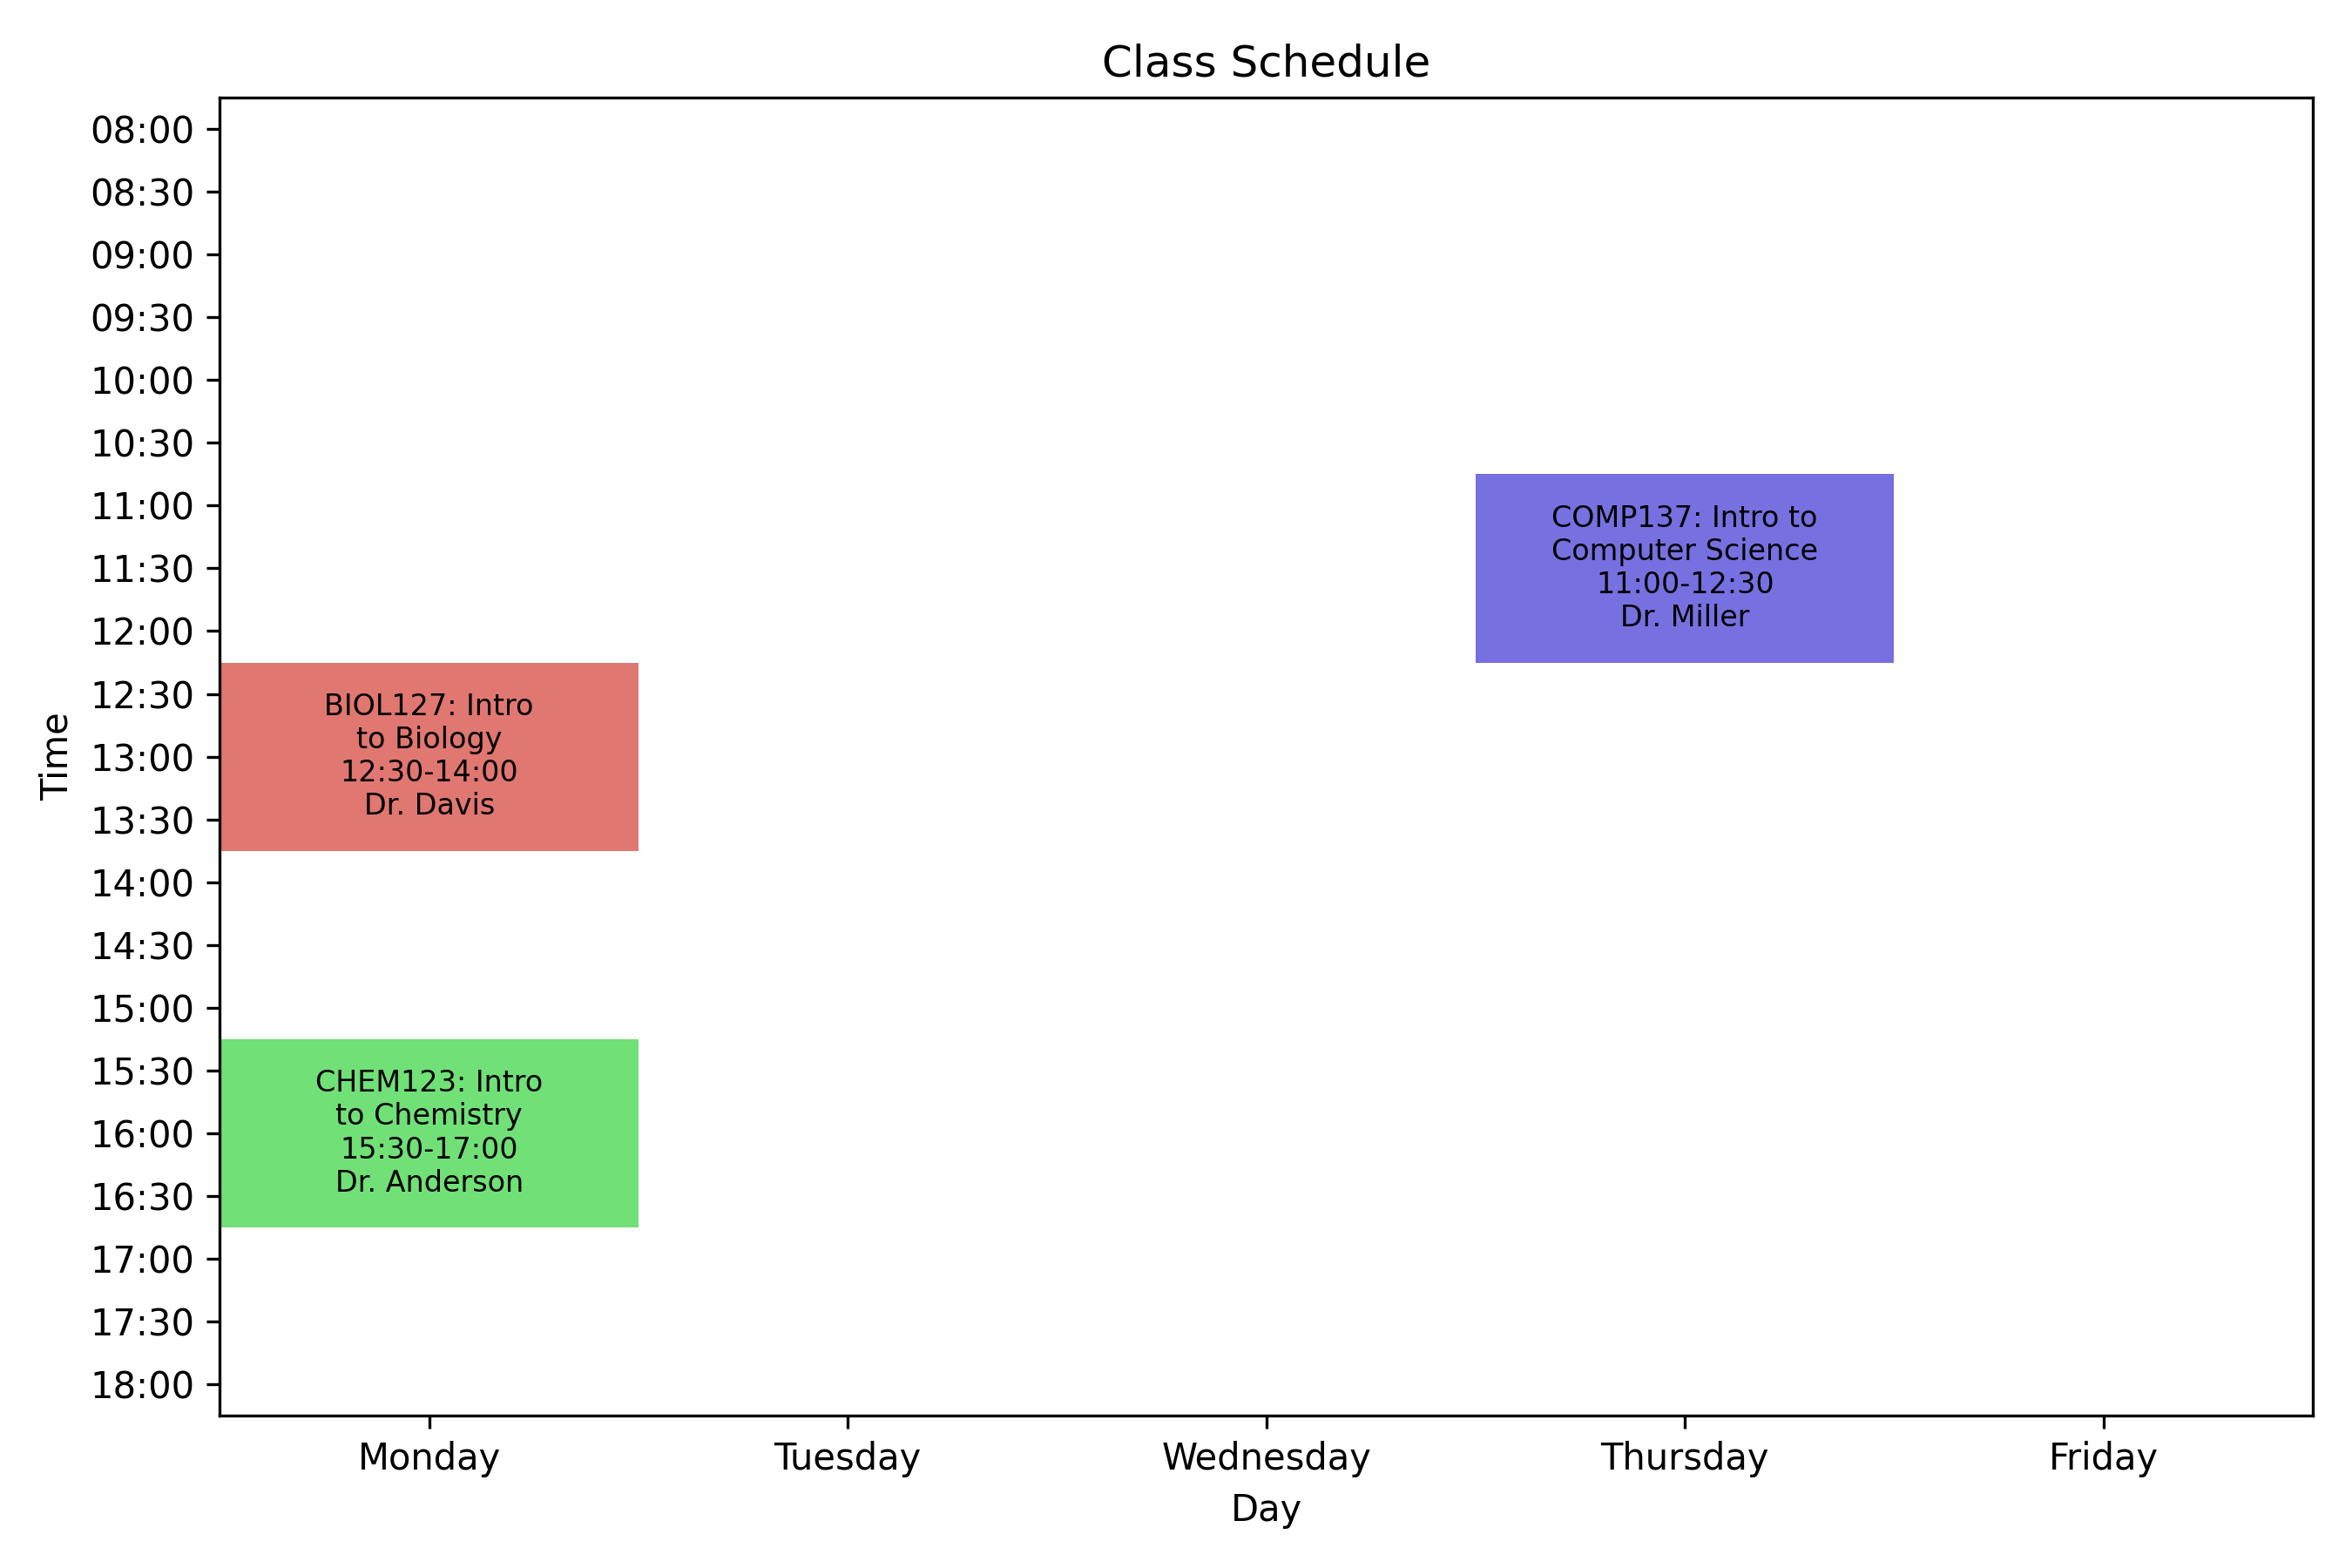 Class Schedule
Time
08:00
08:30
09:00
09:30
10:00
10:30
11:00
11:30
12:00
12:30
13:00
13:30
14:00
14:30
15:00
15:30
16:00
16:30
17:00
17:30
18:00
COMP137: Intro to
Computer Science
11:00-12:30
Dr. Miller
BIOL127: Intro
to Biology
12:30-14:00
Dr. Davis
CHEM123: Intro
to Chemistry
15:30-17:00
Dr. Anderson
Monday
Tuesday
Wednesday
Thursday
Friday
Day